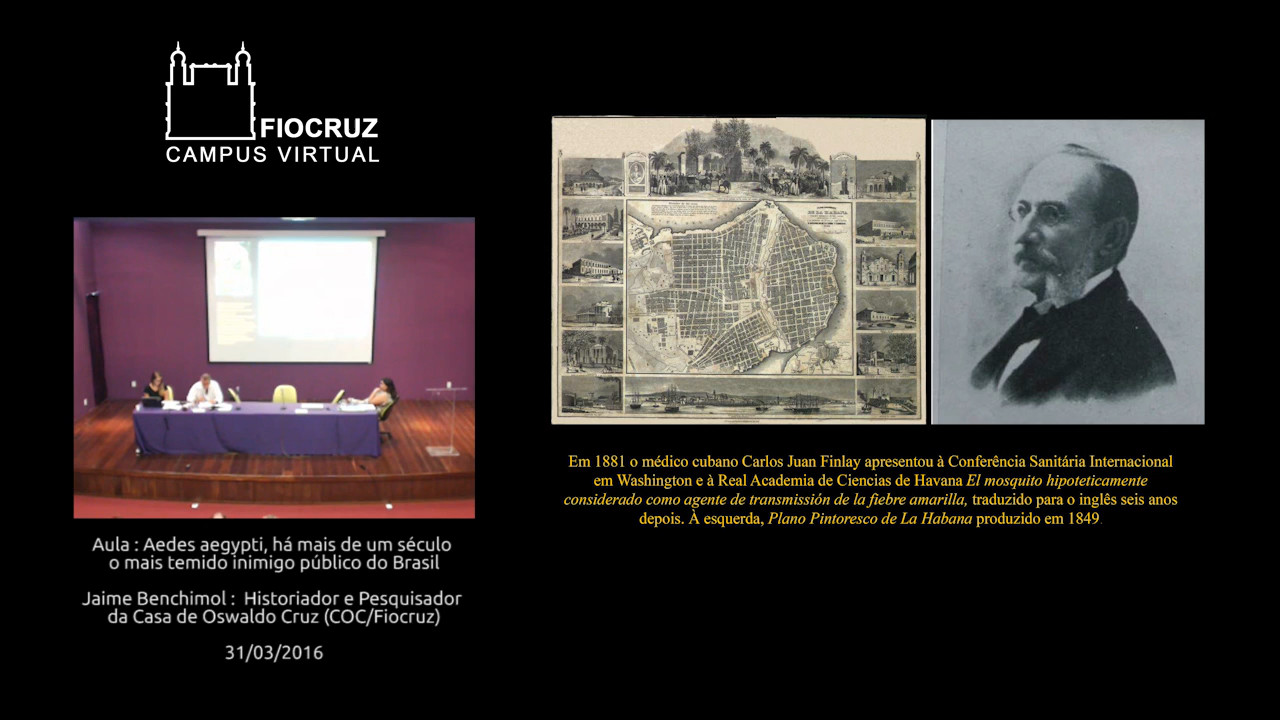 FIOCRUZ
CAMPUS VIRTUAL
Aula : Aedes aegypti, há mais de um século
o mais temido inimigo público do Brasil
Jaime Benchimol : Historiador e Pesquisador
da Casa de Oswaldo Cruz (COC/Fiocruz)
31/03/2016
DE LA HABANA
Em 1881 o médico cubano Carlos Juan Finlay apresentou à Conferência Sanitária Internacional
em Washington e à Real Academia de Ciencias de Havana El mosquito hipoteticamente
considerado como agente de transmissión de la fiebre amarilla, traduzido para o inglês seis anos
depois. À esquerda, Plano Pintoresco de La Habana produzido em 1849.